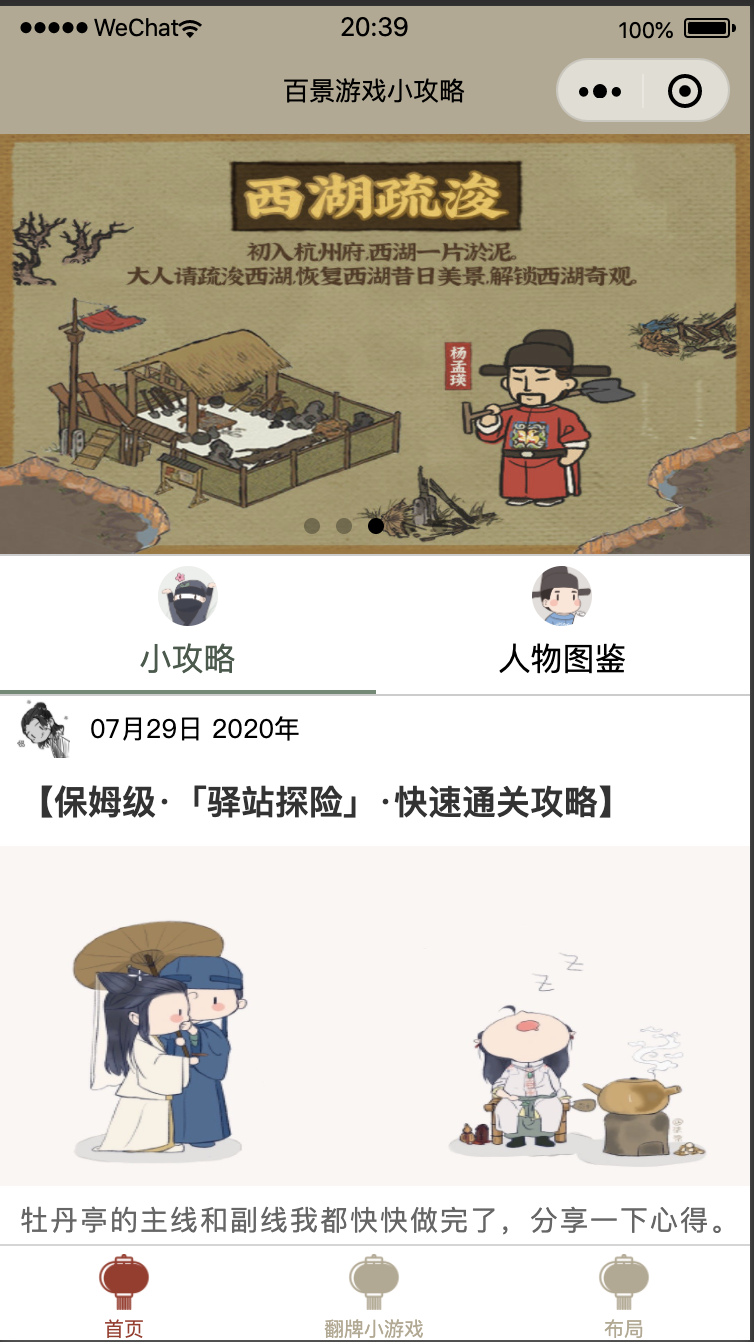 WeChat 20:39 100%
百景游戏小攻略
西湖疏浚
初入杭州府,西湖一片淤泥。
大人请疏浚西湖,恢复西湖昔日美景,解锁西湖奇观。
杨孟瑛
小攻略 人物图鉴
07月29日 2020年
【保姆级·「驿站探险」·快速通关攻略】
Z
Z
牡丹亭的主线和副线我都快快做完了，分享一下心得。
首页 翻牌小游戏 布局